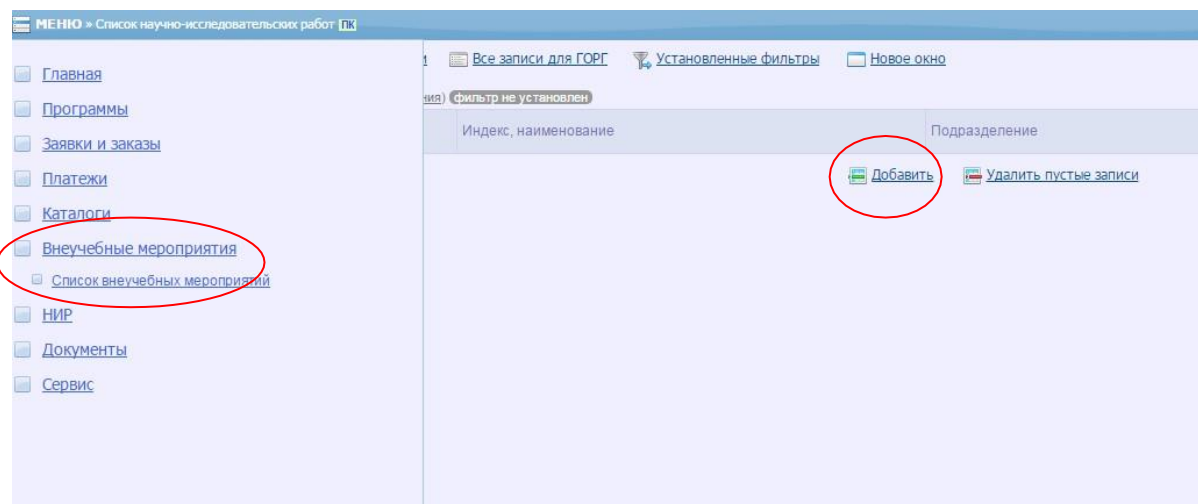 МЕНЮ » Список научно-исследовательских работ ПК
Все записи для ГОРГ Установленные фильтры Новое окно
ния) фильтр не установлен
Индекс, наименование Подразделение
Добавить Удалить пустые записи
Главная
Программы
Заявки и заказы
Платежи
Каталоги
Внеучебные мероприятия
Список внеучебных мероприятий
НИР
Документы
Сервис